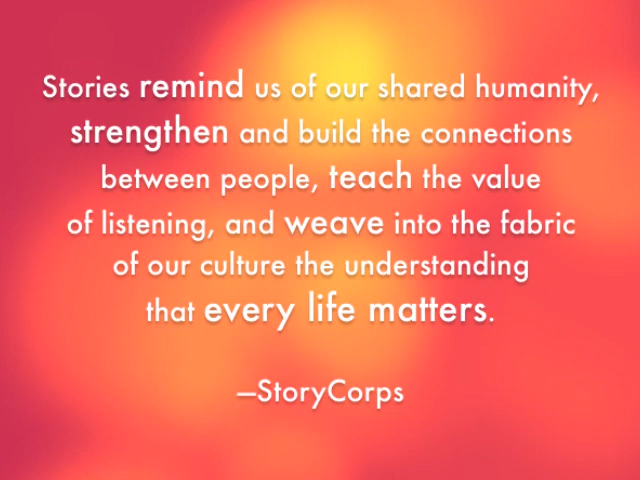 Stories remind us of our shared humanity,
strengthen and build the connections
between people, teach the value
of listening, and weave into the fabric
of our culture the understanding
that every life matters.
—StoryCorps